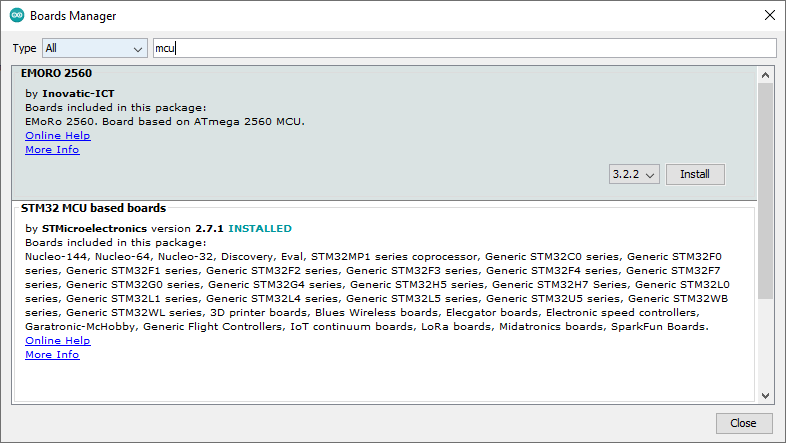 Boards Manager
Type All mcu
EMORO 2560
by Inovatic-ICT
Boards included in this package:
EMoRo 2560. Board based on ATmega 2560 MCU.
Online Help
More Info
3.2.2 Install
STM32 MCU based boards
by STMicroelectronics version 2.7.1 INSTALLED
Boards included in this package:
Nucleo-144, Nucleo-64, Nucleo-32, Discovery, Eval, STM32MP1 series coprocessor, Generic STM32C0 series, Generic STM32F0
series, Generic STM32F1 series, Generic STM32F2 series, Generic STM32F3 series, Generic STM32F4 series, Generic STM32F7
series, Generic STM32G0 series, Generic STM32G4 series, Generic STM32H5 series, Generic STM32H7 Series, Generic STM32L0
series, Generic STM32L1 series, Generic STM32L4 series, Generic STM32L5 series, Generic STM32U5 series, Generic STM32WB
series, Generic STM32WL series, 3D printer boards, Blues Wireless boards, Elecgator boards, Electronic speed controllers,
Garatronic-McHobby, Generic Flight Controllers, IoT continuum boards, LoRa boards, Midatronics boards, SparkFun Boards.
Online Help
More Info
Close